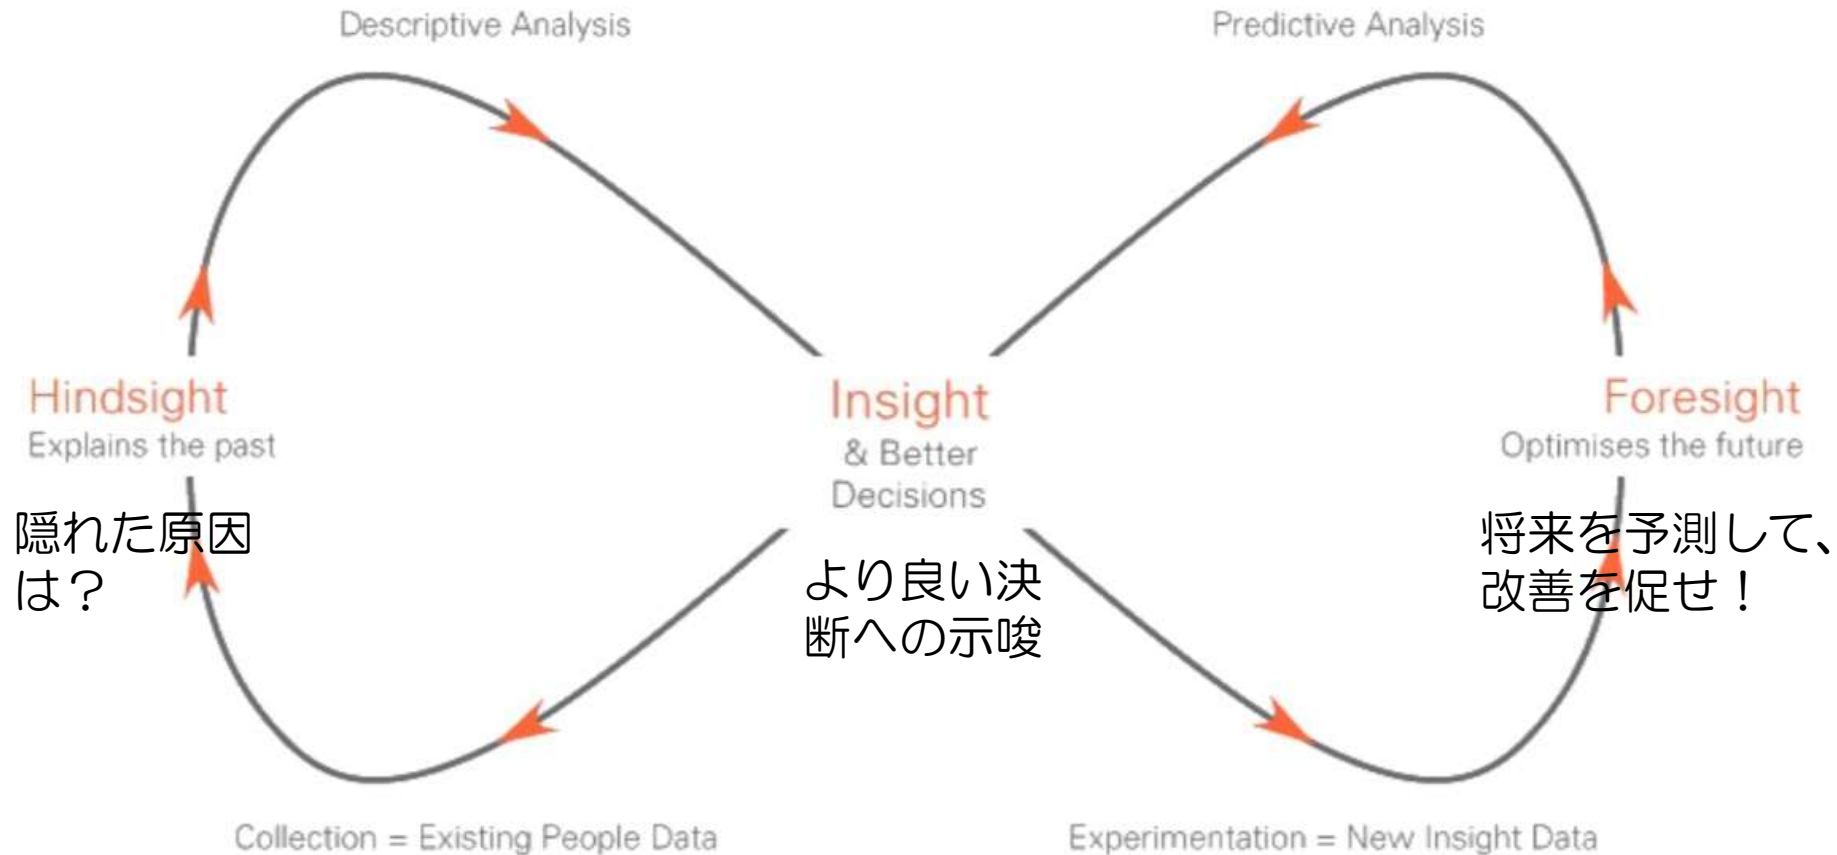 Descriptive Analysis
Predictive Analysis
Hindsight
Explains the past
隠れた原因
は？
Insight
& Better
Decisions
より良い決
断への示唆
Foresight
Optimises the future
将来を予測して、
改善を促せ！
Collection = Existing People Data
Experimentation = New Insight Data